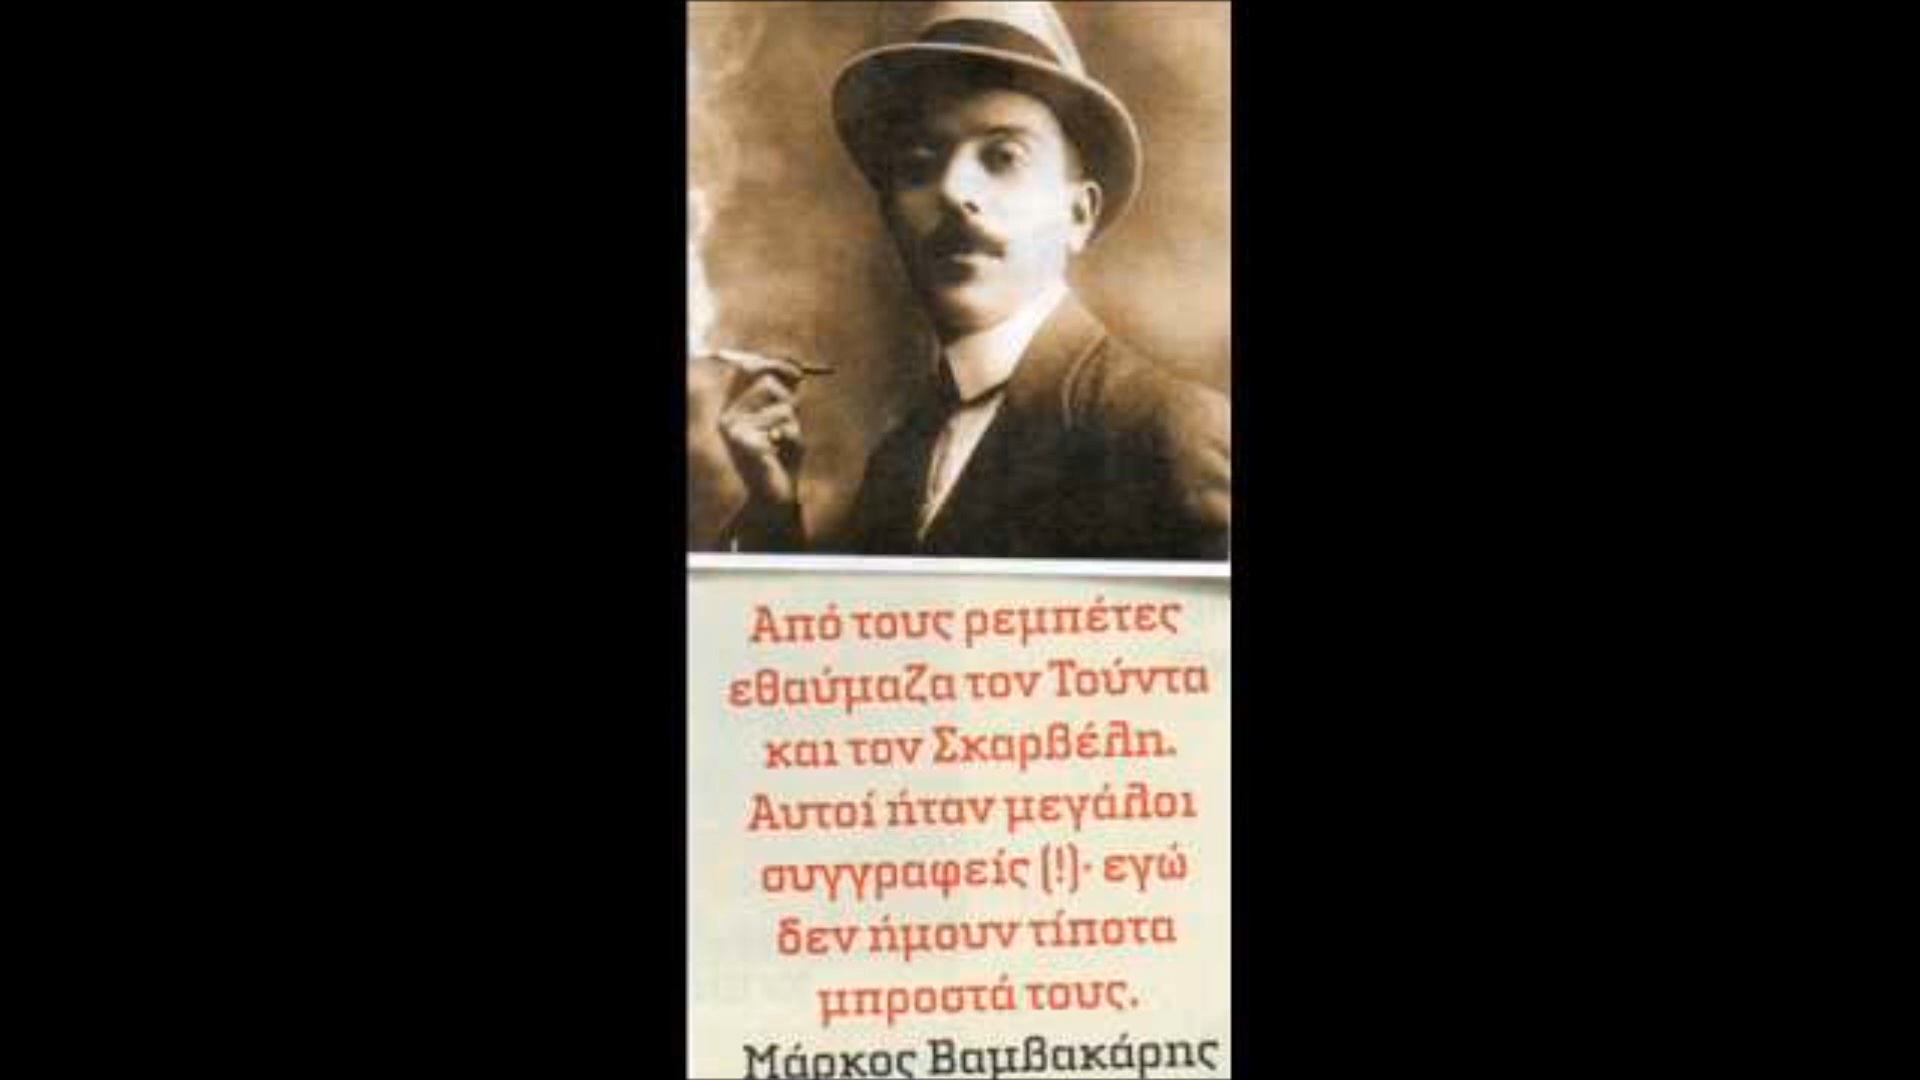 Από τους ρεμπέτες
εθαύμαζα τον Τούντα
και τον Σκαρβέλη.
Αυτοί ήταν μεγάλοι
συγγραφείς (!)· εγώ
δεν ήμουν τίποτα
μπροστά τους.
Μάρκος Βαμβακάρης